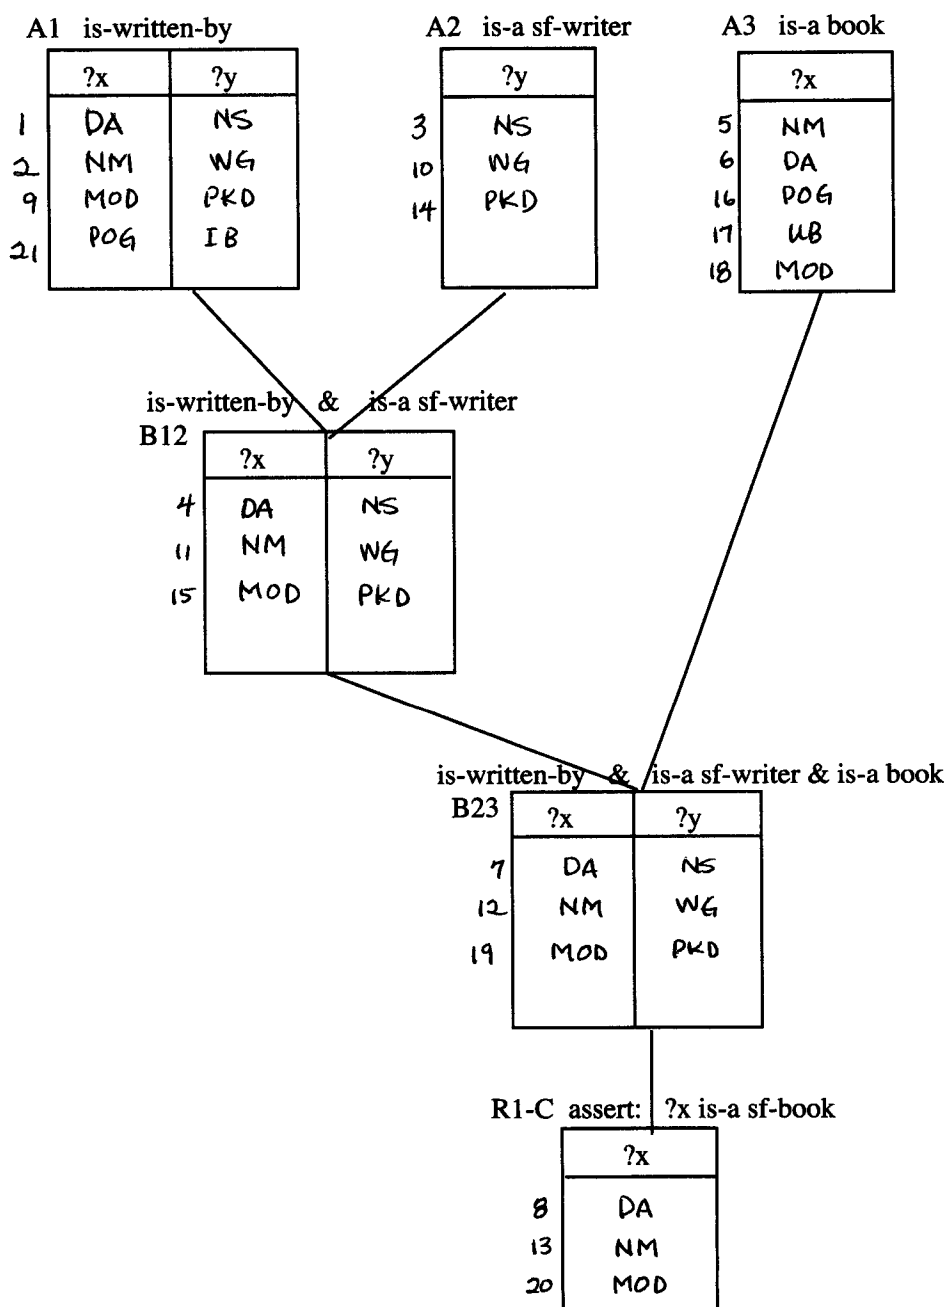 A1 is-written-by A2 is-a sf-writer A3 is-a book
?x ?y ?y ?x
1 DA NS 3 NS 5 NM
2 NM WG 10 WG 6 DA
9 MOD PKD 14 PKD 16 POG
21 POG IB 17 UB
18 MOD
is-written-by & is-a sf-writer
B12
?x ?y
4 DA NS
11 NM WG
15 MOD PKD
is-written-by & is-a sf-writer & is-a book
B23
?x ?y
7 DA NS
12 NM WG
19 MOD PKD
R1-C assert: ?x is-a sf-book
?x
8 DA
13 NM
20 MOD